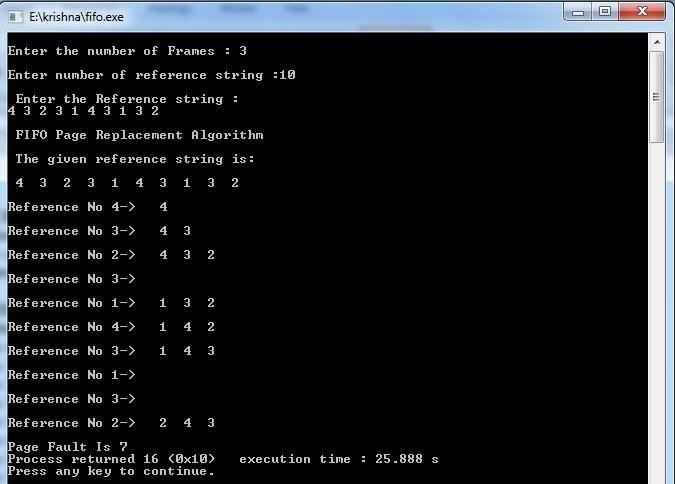 E:\krishna\fifo.exe
Enter the number of Frames : 3
Enter number of reference string :10
Enter the Reference string :
4 3 2 3 1 4 3 1 3 2
FIFO Page Replacement Algorithm
The given reference string is:
4 3 2 3 1 4 3 1 3 2
Reference No 4-> 4
Reference No 3-> 4 3
Reference No 2-> 4 3 2
Reference No 3->
Reference No 1-> 1 3 2
Reference No 4-> 1 4 2
Reference No 3-> 1 4 3
Reference No 1->
Reference No 3->
Reference No 2-> 2 4 3
Page Fault Is 7
Process returned 16 (0x10) execution time : 25.888 s
Press any key to continue.